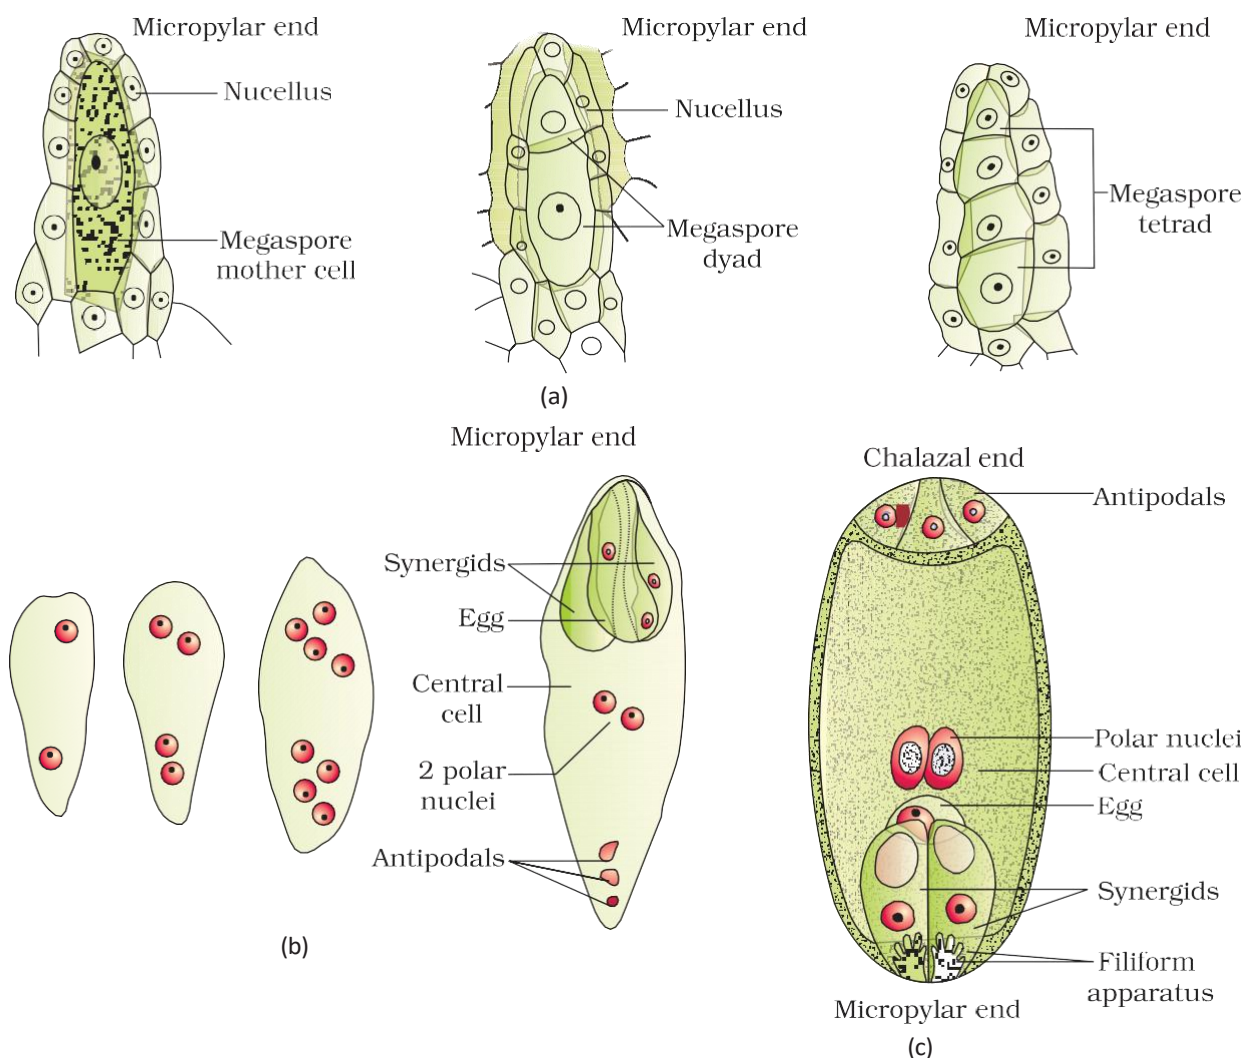 Micropylar end
Nucellus
Megaspore
mother cell
Micropylar end
Nucellus
Megaspore
dyad
Micropylar end
Megaspore
tetrad
(a)
Micropylar end
Synergids
Egg
Central
cell
2 polar
nuclei
Antipodals
(b)
Chalazal end
Antipodals
Polar nuclei
Central cell
Egg
Synergids
Filiform
apparatus
Micropylar end
(c)